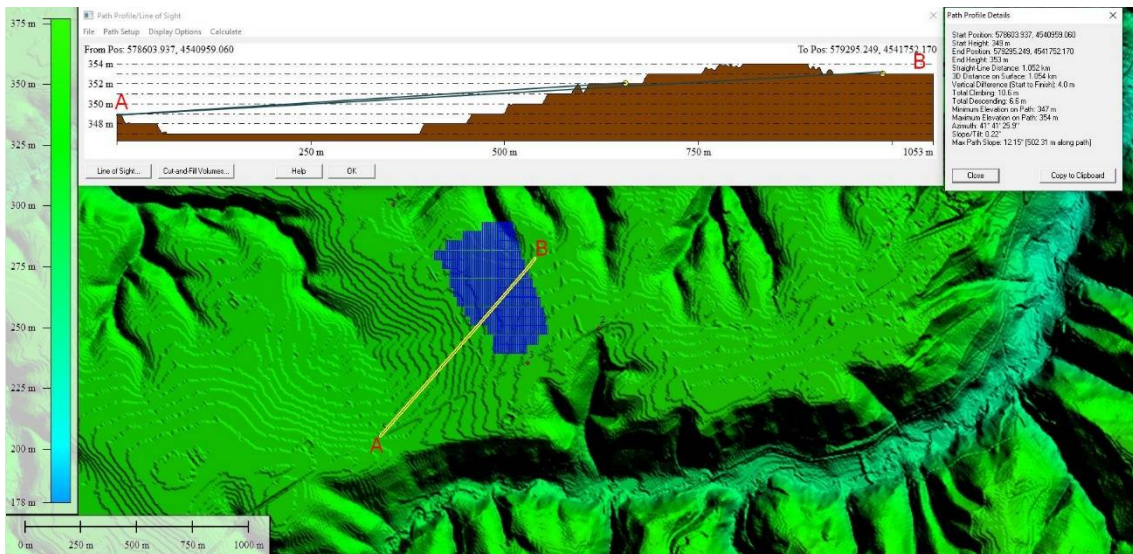 375 m
350 m
325 m
300 m
275 m
250 m
225 m
200 m
178 m
Path Profile/Line of Sight
File Path Setup Display Options Calculate
From Pos: 578603.937, 4540959.060 To Pos: 579295.249, 4541752.170
354 m
352 m
350 m
348 m
A
B
250 m 500 m 750 m 1053 m
Line of Sight... Cut-and-Fill Volumes... Help OK
Path Profile Details
Start Position: 578603.937, 4540959.060
Start Height: 349 m
End Position: 579295.249, 4541752.170
End Height: 353 m
Straight-Line Distance: 1.052 km
3D Distance on Surface: 1.054 km
Vertical Difference (Start to Finish): 4.0 m
Total Climbing: 10.6 m
Total Descending: 6.6 m
Minimum Elevation on Path: 347 m
Maximum Elevation on Path: 354 m
Azimuth: 41° 41' 25.9"
Slope/Tilt: 0.22°
Max Path Slope: 12.15° (502.31 m along path)
Close Copy to Clipboard
B
A
0 m 250 m 500 m 750 m 1000 m